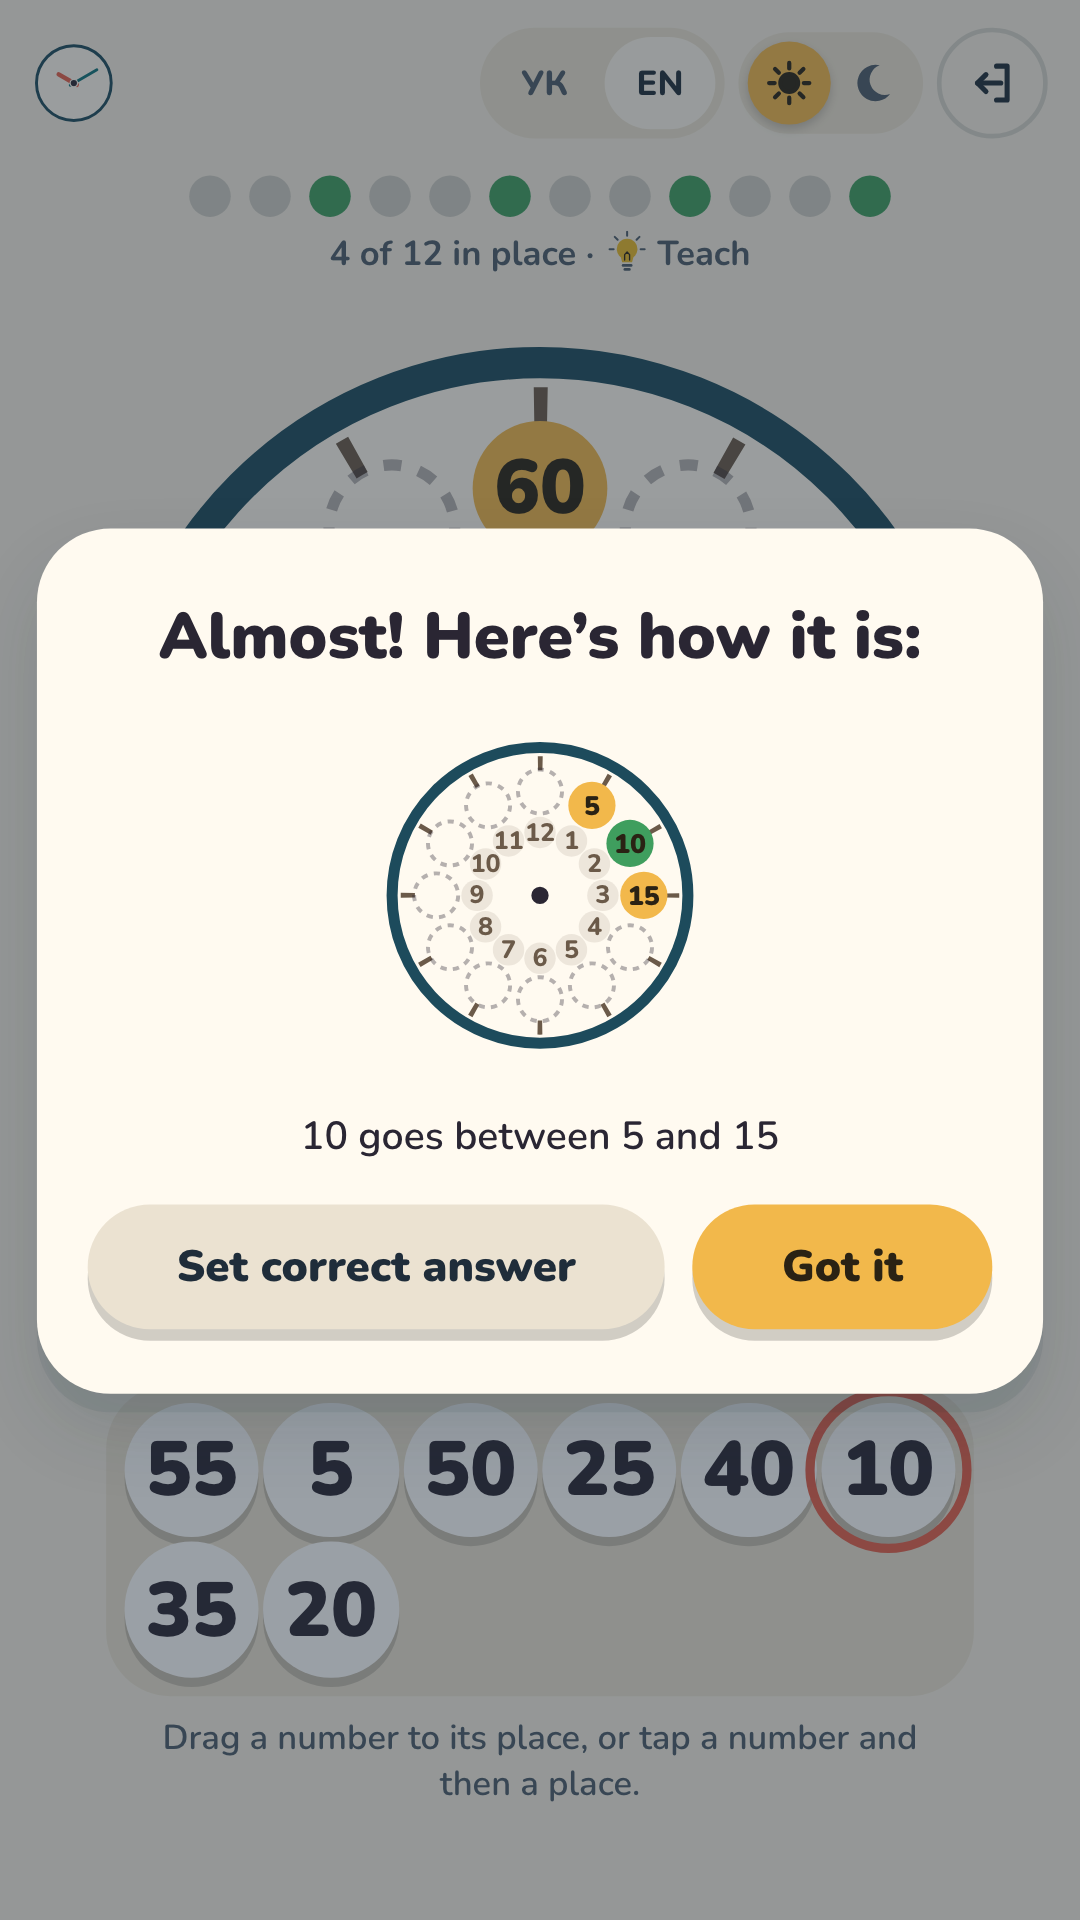 УК EN
4 of 12 in place · Teach
60
Almost! Here's how it is:
5
10
15
12
1
2
3
4
5
6
7
8
9
10
11
10 goes between 5 and 15
Set correct answer Got it
55 5 50 25 40 10
35 20
Drag a number to its place, or tap a number and
then a place.